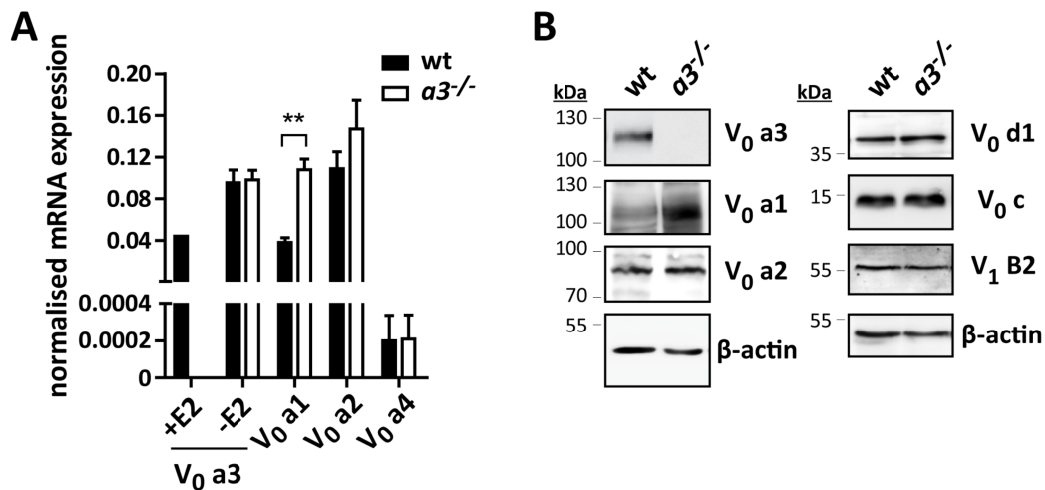 A
normalised mRNA expression
0.20
0.16
0.12
0.08
0.04
0.0004
0.0002
0
wt
a3-/-
**
+E2
-E2
V0 a1
V0 a2
V0 a4
V0 a3
B
kDa
wt
a3-/-
130
100
V0 a3
130
100
V0 a1
100
70
V0 a2
55
β-actin
kDa
wt
a3-/-
35
V0 d1
15
V0 c
55
V1 B2
55
β-actin